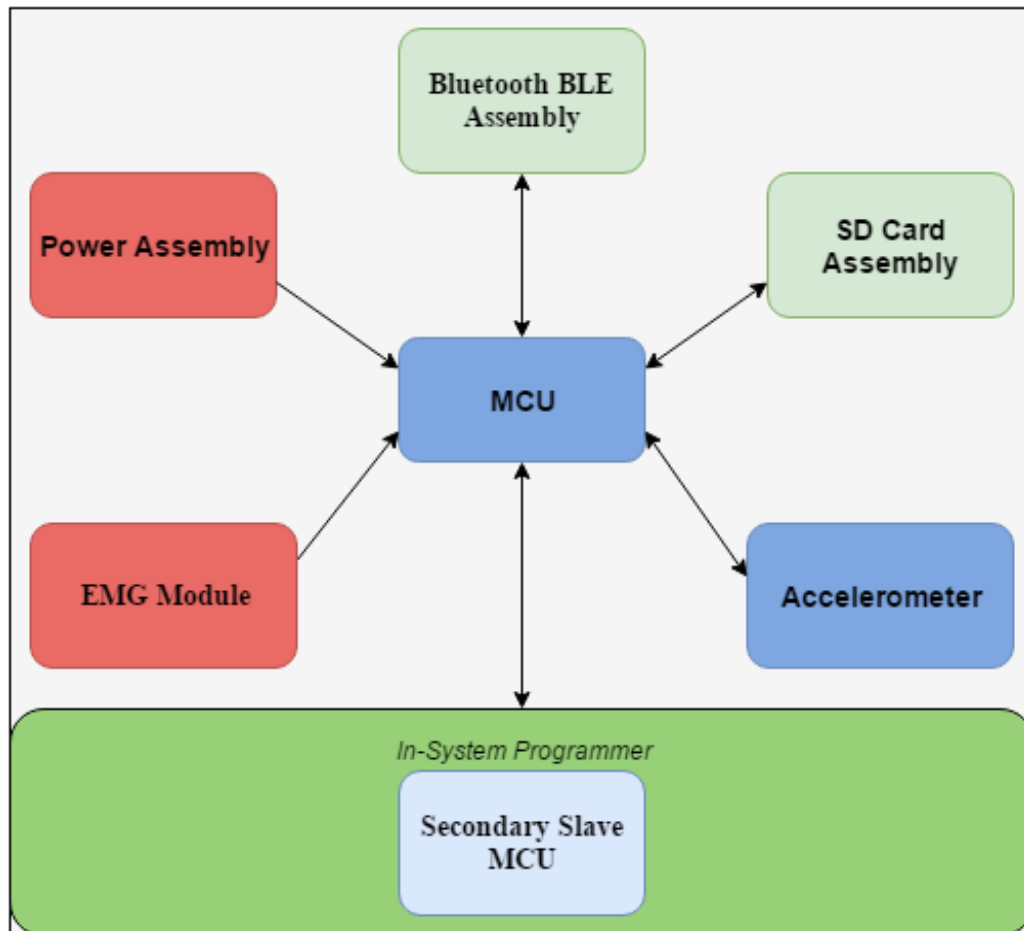 Bluetooth BLE
Assembly
Power Assembly
SD Card
Assembly
MCU
EMG Module
Accelerometer
In-System Programmer
Secondary Slave
MCU